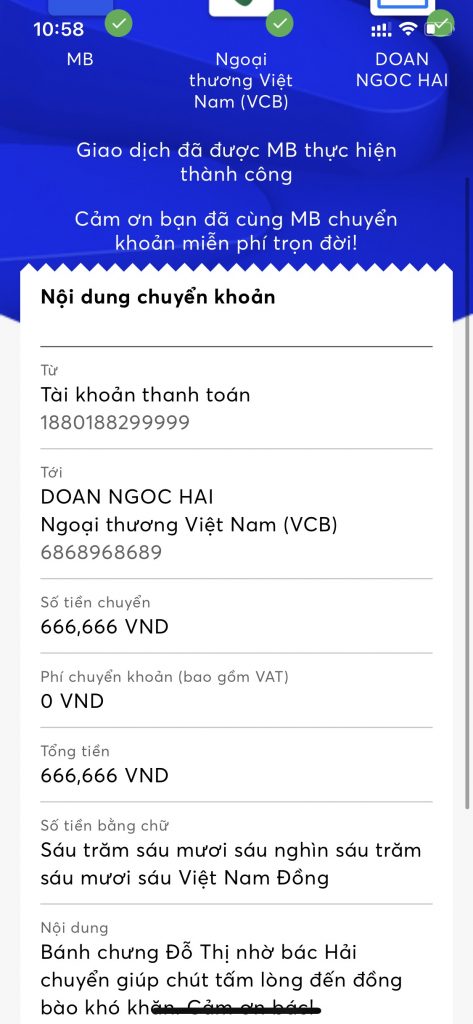 10:58
MB
Ngoại
thương Việt
Nam (VCB)
DOAN
NGOC HAI
Giao dịch đã được MB thực hiện
thành công
Cảm ơn bạn đã cùng MB chuyển
khoản miễn phí trọn đời!
Nội dung chuyển khoản
Từ
Tài khoản thanh toán
1880188299999
Tới
DOAN NGOC HAI
Ngoại thương Việt Nam (VCB)
6868968689
Số tiền chuyển
666,666 VND
Phí chuyển khoản (bao gồm VAT)
0 VND
Tổng tiền
666,666 VND
Số tiền bằng chữ
Sáu trăm sáu mươi sáu nghìn sáu trăm
sáu mươi sáu Việt Nam Đồng
Nội dung
Bánh chưng Đỗ Thị nhờ bác Hải
chuyển giúp chút tấm lòng đến đồng
bào khó khăn. Cảm ơn bác!